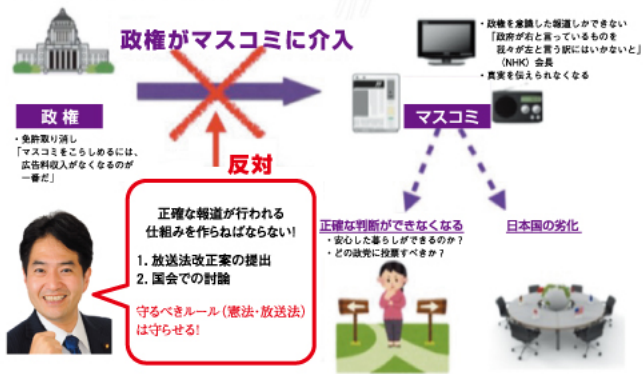 政権がマスコミに介入
・政権を意識した報道しかできない
「政府が右と言っているものを
我々が左と言う訳にはいかないと」
(NHK)会長
・真実を伝えられなくなる
政権
マスコミ
・免許取り消し
「マスコミをこらしめるには、
広告料収入がなくなるのが
一番だ」
反対
正確な報道が行われる
仕組みを作らねばならない!
1. 放送法改正案の提出
2. 国会での討論
守るべきルール(憲法・放送法)
は守らせる!
正確な判断ができなくなる
・安心した暮らしができるのか?
・どの政党に投票すべきか?
日本国の劣化